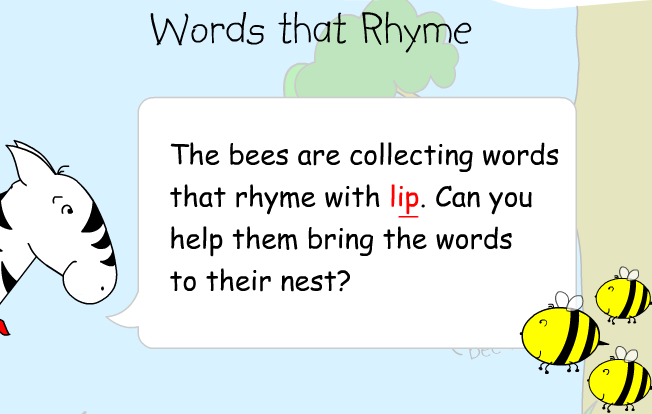 Words that Rhyme
The bees are collecting words
that rhyme with lip. Can you
help them bring the words
to their nest?